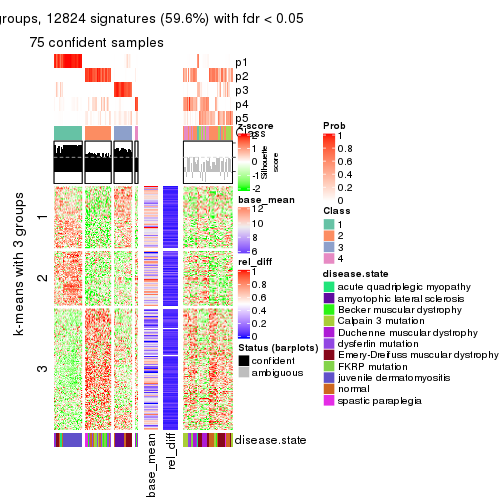 groups, 12824 signatures (59.6%) with fdr < 0.05
75 confident samples
p1
p2
p3
p4
p5
Class
Silhouette
score
k-means with 3 groups
1
2
3
disease.state
base_mean
rel_diff
z-score
2
1
0
-1
-2
base_mean
12
10
8
6
rel_diff
1
0.8
0.6
0.4
0.2
0
Status (barplots)
confident
ambiguous
Prob
1
0.8
0.6
0.4
0.2
0
Class
1
2
3
4
disease.state
acute quadriplegic myopathy
amyotophic lateral sclerosis
Becker muscular dystrophy
Calpain 3 mutation
Duchenne muscular dystrophy
dysferlin mutation
Emery-Dreifuss muscular dystrophy
FKRP mutation
juvenile dermatomyositis
normal
spastic paraplegia